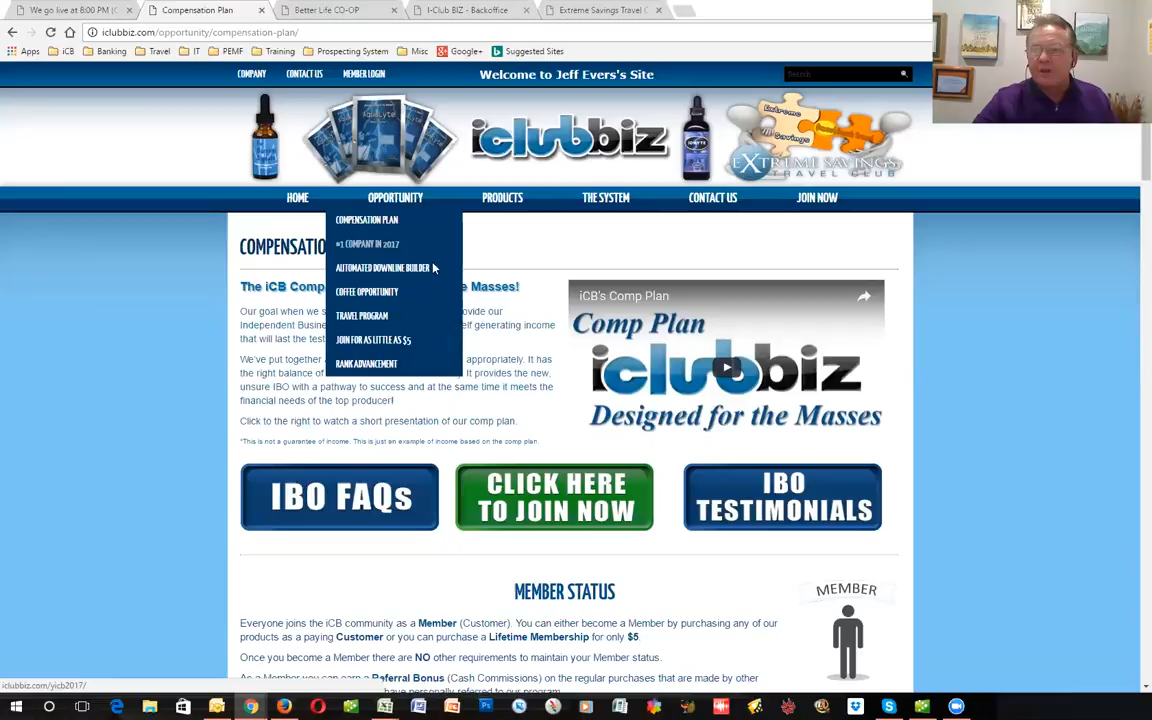 We go live at 8:00 PM (
Compensation Plan
Better Life CO-OP
I-Club BIZ - Backoffice
Extreme Savings Travel C
iclubbiz.com/opportunity/compensation-plan/
Apps
iCB
Banking
Travel
IT
PEMF
Training
Prospecting System
Misc
Google+
Suggested Sites
COMPANY
CONTACT US
MEMBER LOGIN
Welcome to Jeff Evers's Site
Search
AquaLyte
iclubbiz
IONYTE
Extreme
Savings
EXTREME SAVINGS
TRAVEL CLUB
HOME
OPPORTUNITY
PRODUCTS
THE SYSTEM
CONTACT US
JOIN NOW
COMPENSATION PLAN
#1 COMPANY IN 2017
AUTOMATED DOWNLINE BUILDER
COFFEE OPPORTUNITY
TRAVEL PROGRAM
JOIN FOR AS LITTLE AS $5
RANK ADVANCEMENT
COMPENSATIO
The iCB Comp
e Masses!
Our goal when we s
ovide our
Independent Busine
elf generating income
that will last the test
We've put together a
appropriately. It has
the right balance of
It provides the new,
unsure IBO with a pathway to success and at the same time it meets the
financial needs of the top producer!
Click to the right to watch a short presentation of our comp plan.
*This is not a guarantee of income. This is just an example of income based on the comp plan.
iCB's Comp Plan
Comp Plan
iclubbiz
Designed for the Masses
IBO FAQs
CLICK HERE
TO JOIN NOW
IBO
TESTIMONIALS
MEMBER STATUS
MEMBER
Everyone joins the iCB community as a Member (Customer). You can either become a Member by purchasing any of our
products as a paying Customer or you can purchase a Lifetime Membership for only $5.
Once you become a Member there are NO other requirements to maintain your Member status.
As a Member you can earn a Referral Bonus (Cash Commissions) on the regular purchases that are made by other
have personally referred to our program.
iclubbiz.com/yicb2017/